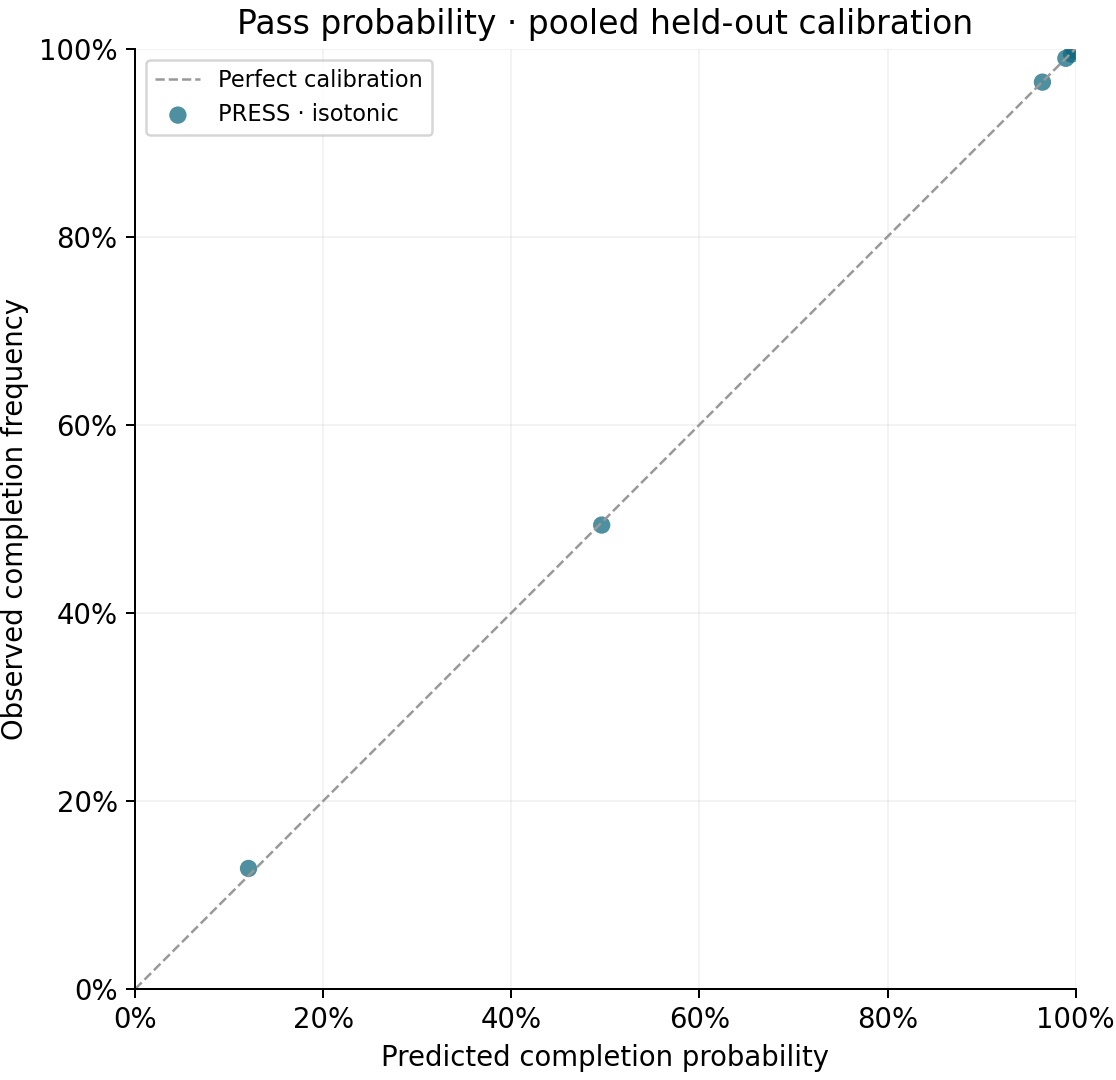 Pass probability · pooled held-out calibration
Perfect calibration
PRESS · isotonic
Observed completion frequency
100%
80%
60%
40%
20%
0%
0% 20% 40% 60% 80% 100%
Predicted completion probability